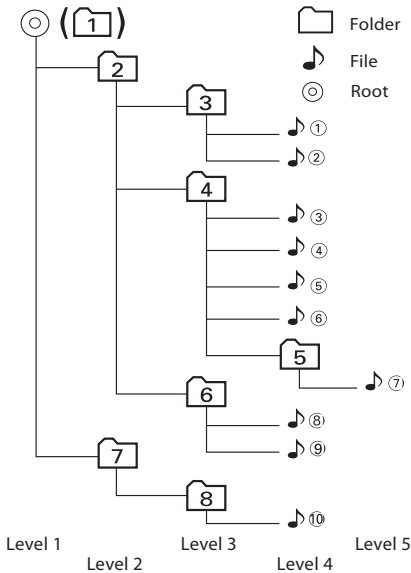 ( 1 )
Folder
2
File
Root
3
①
②
4
③
④
⑤
⑥
5
⑦
6
⑧
⑨
7
8
⑩
Level 1 Level 3 Level 5
Level 2 Level 4